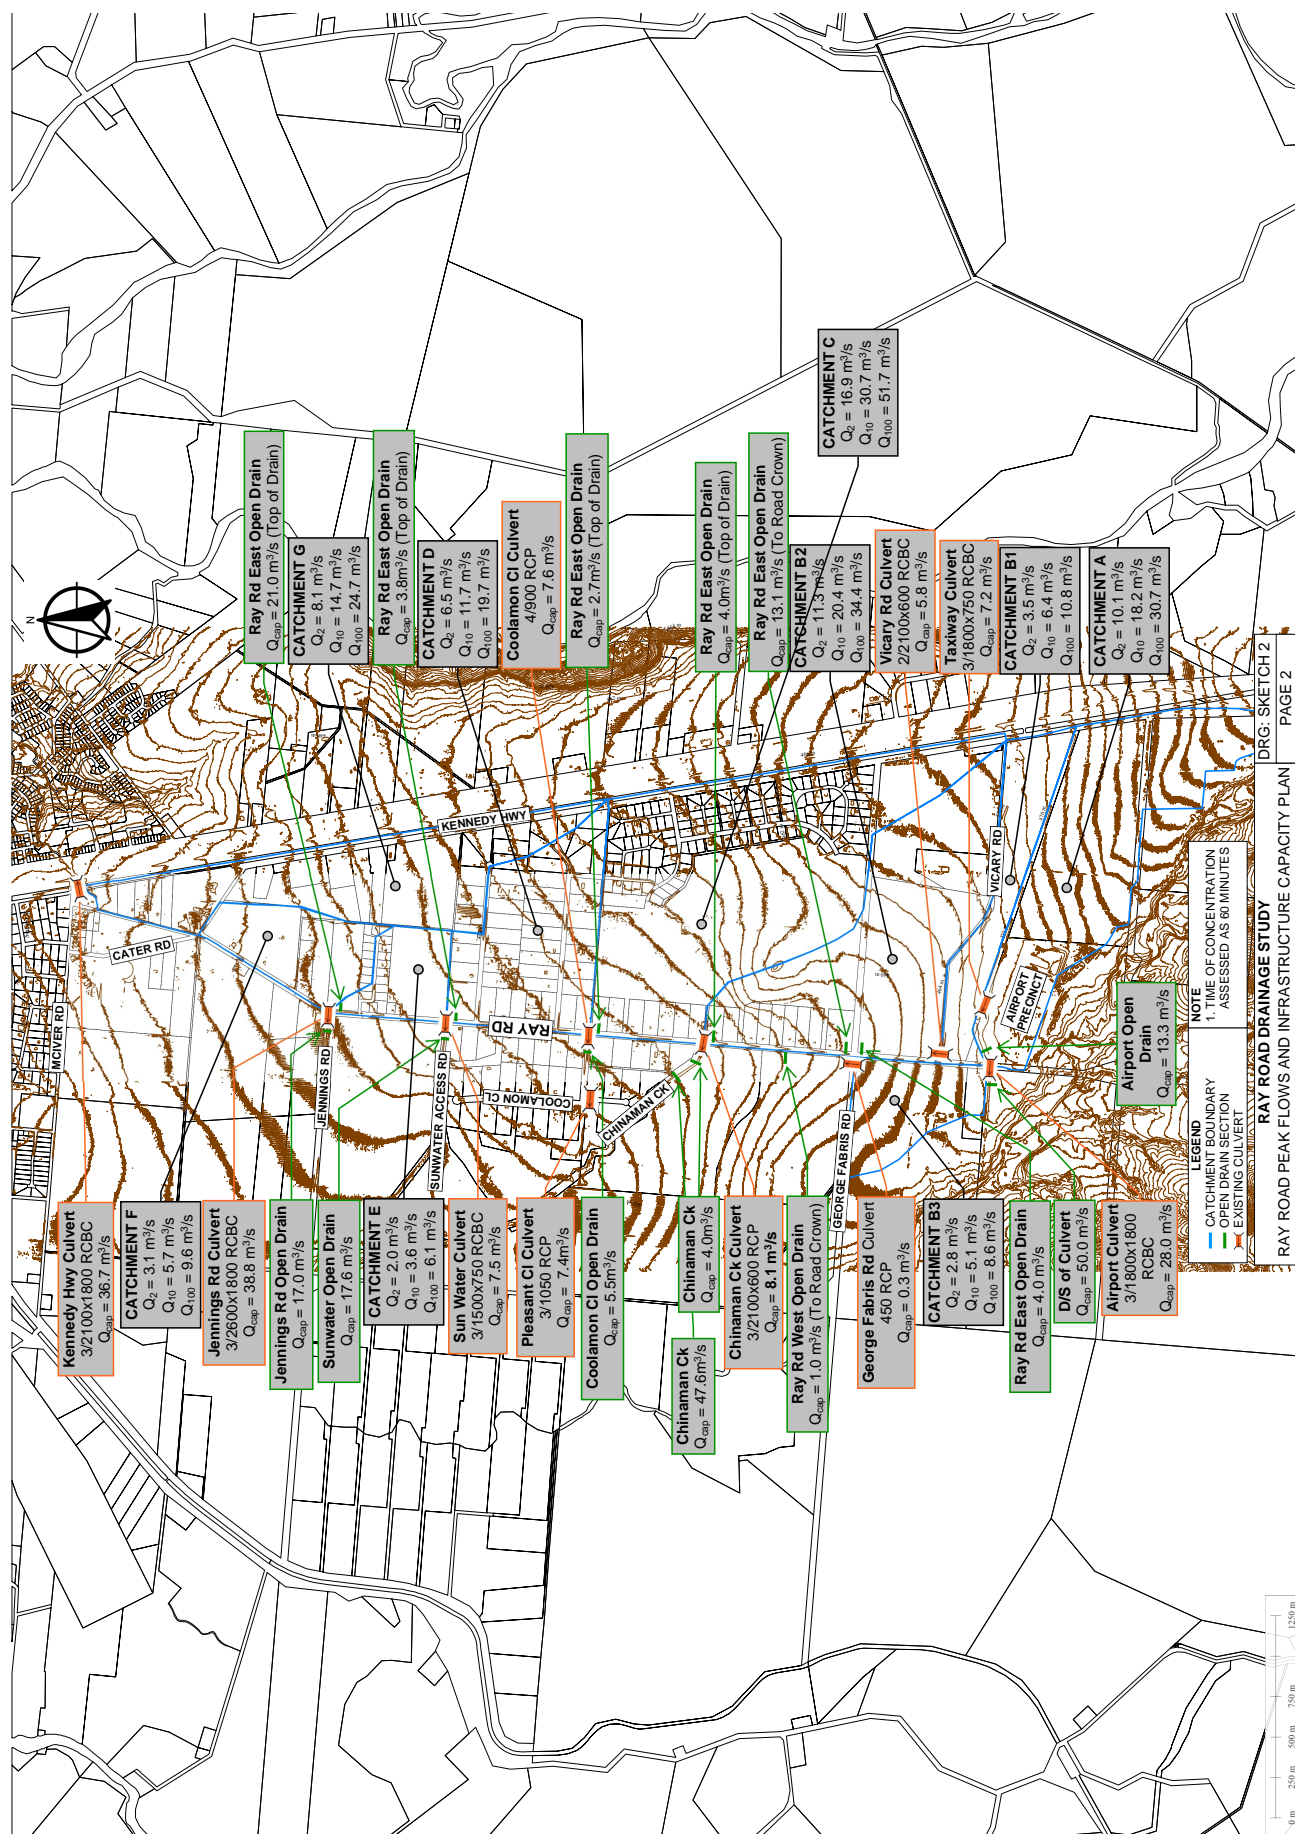 N
Ray Rd East Open Drain
Qcap = 21.0 m³/s (Top of Drain)
CATCHMENT G
Q₂ = 8.1 m³/s
Q₁₀ = 14.7 m³/s
Q₁₀₀ = 24.7 m³/s
Ray Rd East Open Drain
Qcap = 3.8m³/s (Top of Drain)
CATCHMENT D
Q₂ = 6.5 m³/s
Q₁₀ = 11.7 m³/s
Q₁₀₀ = 19.7 m³/s
Coolamon Cl Culvert
4/900 RCP
Qcap = 7.6 m³/s
Ray Rd East Open Drain
Qcap = 2.7m³/s (Top of Drain)
Ray Rd East Open Drain
Qcap = 4.0m³/s (Top of Drain)
Ray Rd East Open Drain
Qcap = 13.1 m³/s (To Road Crown)
CATCHMENT B2
Q₂ = 11.3 m³/s
Q₁₀ = 20.4 m³/s
Q₁₀₀ = 34.4 m³/s
CATCHMENT C
Q₂ = 16.9 m³/s
Q₁₀ = 30.7 m³/s
Q₁₀₀ = 51.7 m³/s
Vicary Rd Culvert
2/2100x600 RCBC
Qcap = 5.8 m³/s
Taxiway Culvert
3/1800x750 RCBC
Qcap = 7.2 m³/s
CATCHMENT B1
Q₂ = 3.5 m³/s
Q₁₀ = 6.4 m³/s
Q₁₀₀ = 10.8 m³/s
CATCHMENT A
Q₂ = 10.1 m³/s
Q₁₀ = 18.2 m³/s
Q₁₀₀ = 30.7 m³/s
MCIVER RD
CATER RD
KENNEDY HWY
JENNINGS RD
SUNWATER ACCESS RD
RAY RD
COOLAMON CL
CHINAMAN CK
GEORGE FABRIS RD
VICARY RD
AIRPORT
PRECINCT
Kennedy Hwy Culvert
3/2100x1800 RCBC
Qcap = 36.7 m³/s
CATCHMENT F
Q₂ = 3.1 m³/s
Q₁₀ = 5.7 m³/s
Q₁₀₀ = 9.6 m³/s
Jennings Rd Culvert
3/2600x1800 RCBC
Qcap = 38.8 m³/s
Jennings Rd Open Drain
Qcap = 17.0 m³/s
Sunwater Open Drain
Qcap = 17.6 m³/s
CATCHMENT E
Q₂ = 2.0 m³/s
Q₁₀ = 3.6 m³/s
Q₁₀₀ = 6.1 m³/s
Sun Water Culvert
3/1500x750 RCBC
Qcap = 7.5 m³/s
Pleasant Cl Culvert
3/1050 RCP
Qcap = 7.4m³/s
Coolamon Cl Open Drain
Qcap = 5.5m³/s
Chinaman Ck
Qcap = 47.6m³/s
Chinaman Ck
Qcap = 4.0m³/s
Chinaman Ck Culvert
3/2100x600 RCP
Qcap = 8.1 m³/s
Ray Rd West Open Drain
Qcap = 1.0 m³/s (To Road Crown)
George Fabris Rd Culvert
450 RCP
Qcap = 0.3 m³/s
CATCHMENT B3
Q₂ = 2.8 m³/s
Q₁₀ = 5.1 m³/s
Q₁₀₀ = 8.6 m³/s
Ray Rd East Open Drain
Qcap = 4.0 m³/s
D/S of Culvert
Qcap = 50.0 m³/s
Airport Culvert
3/1800x1800
RCBC
Qcap = 28.0 m³/s
Airport Open
Drain
Qcap = 13.3 m³/s
LEGEND
CATCHMENT BOUNDARY
OPEN DRAIN SECTION
EXISTING CULVERT
NOTE
1. TIME OF CONCENTRATION
ASSESSED AS 60 MINUTES
RAY ROAD DRAINAGE STUDY
RAY ROAD PEAK FLOWS AND INFRASTRUCTURE CAPACITY PLAN
DRG: SKETCH 2
PAGE 2
0 m 250 m 500 m 750 m 1250 m